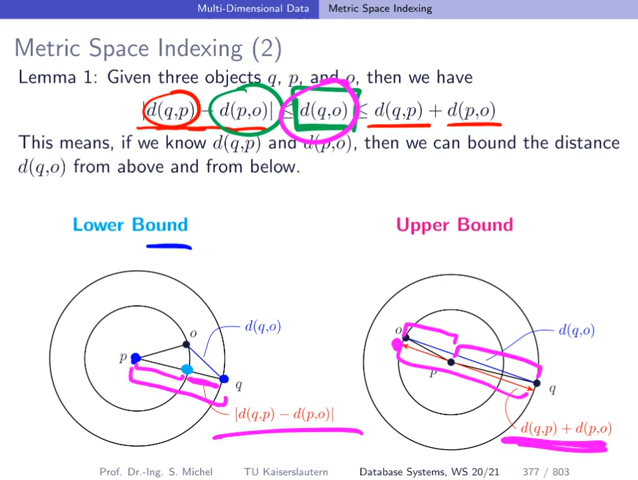 Multi-Dimensional Data Metric Space Indexing
Metric Space Indexing (2)
Lemma 1: Given three objects q, p, and o, then we have
|d(q,p) − d(p,o)| ≤ d(q,o) ≤ d(q,p) + d(p,o)
This means, if we know d(q,p) and d(p,o), then we can bound the distance
d(q,o) from above and from below.
Lower Bound Upper Bound
o d(q,o)
p
q
|d(q,p) − d(p,o)|
o d(q,o)
p
q
d(q,p) + d(p,o)
Prof. Dr.-Ing. S. Michel TU Kaiserslautern Database Systems, WS 20/21 377 / 803